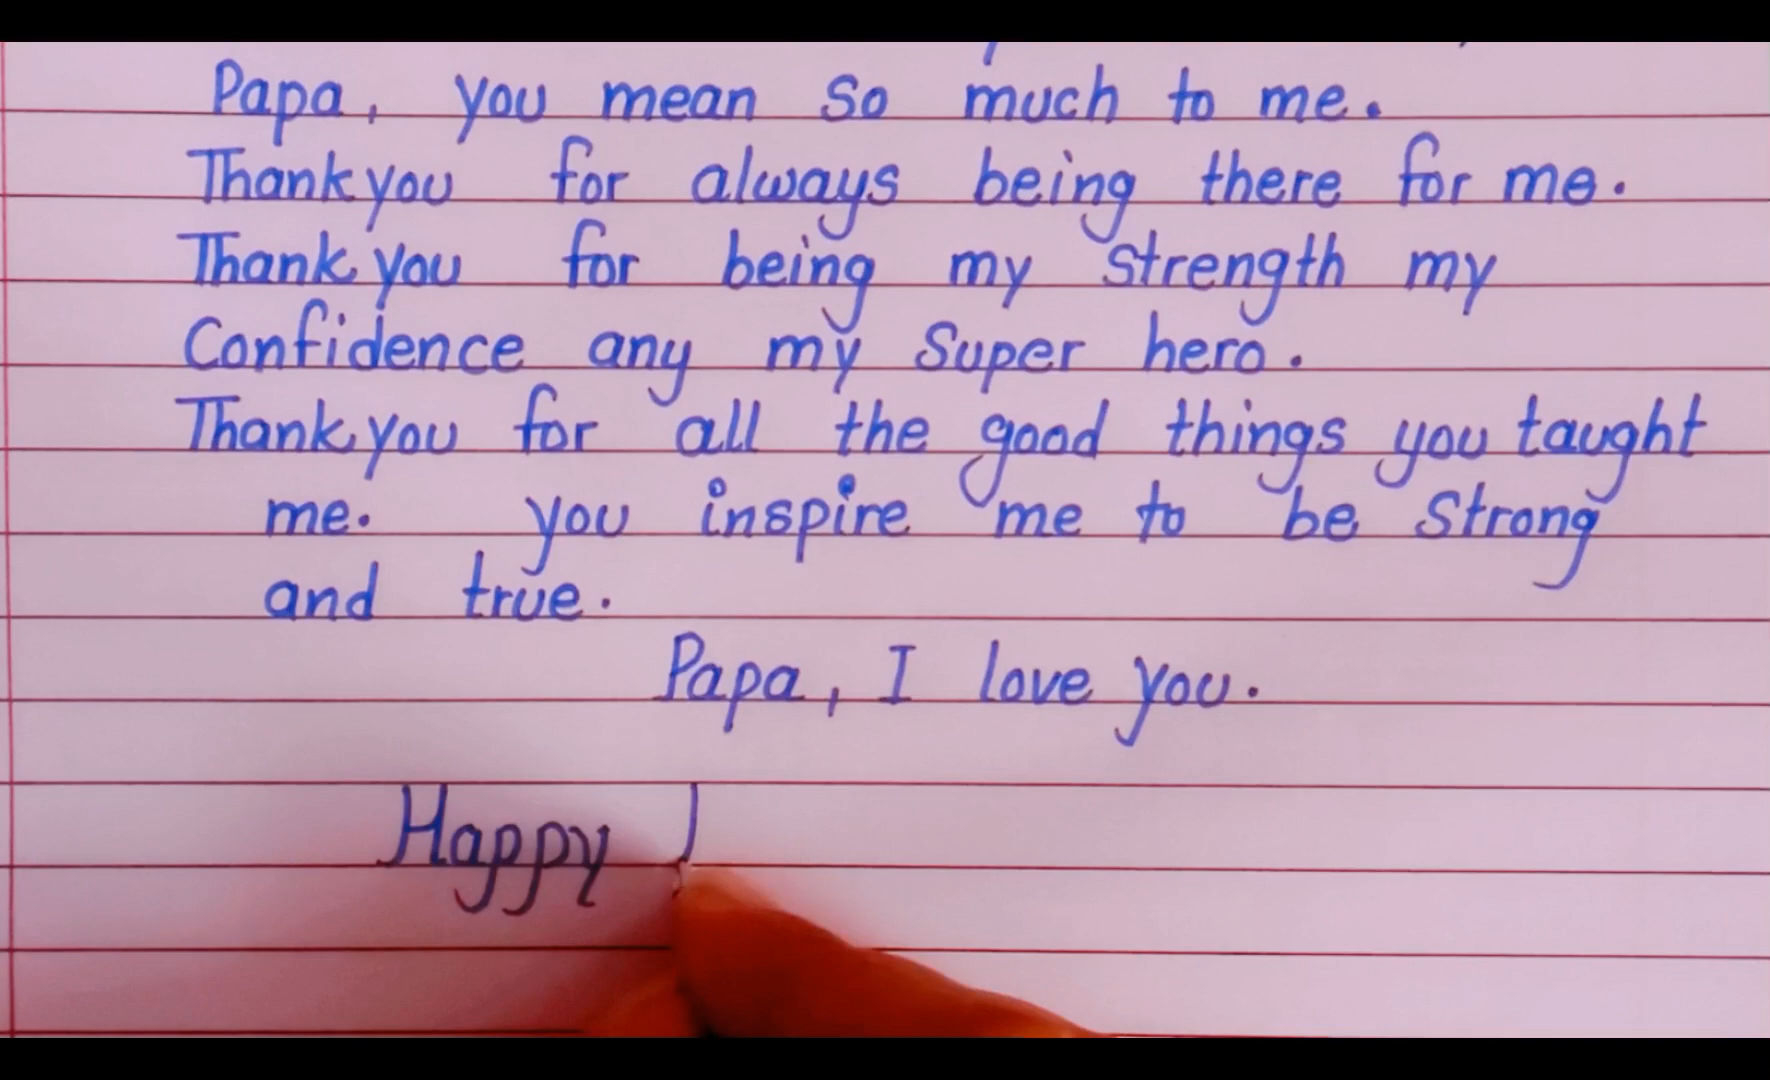 Papa, you mean so much to me.
Thank you for always being there for me.
Thank you for being my strength my
Confidence any my Super hero.
Thank you for all the good things you taught
me. you inspire me to be Strong
and true.
Papa, I love you.
Happy